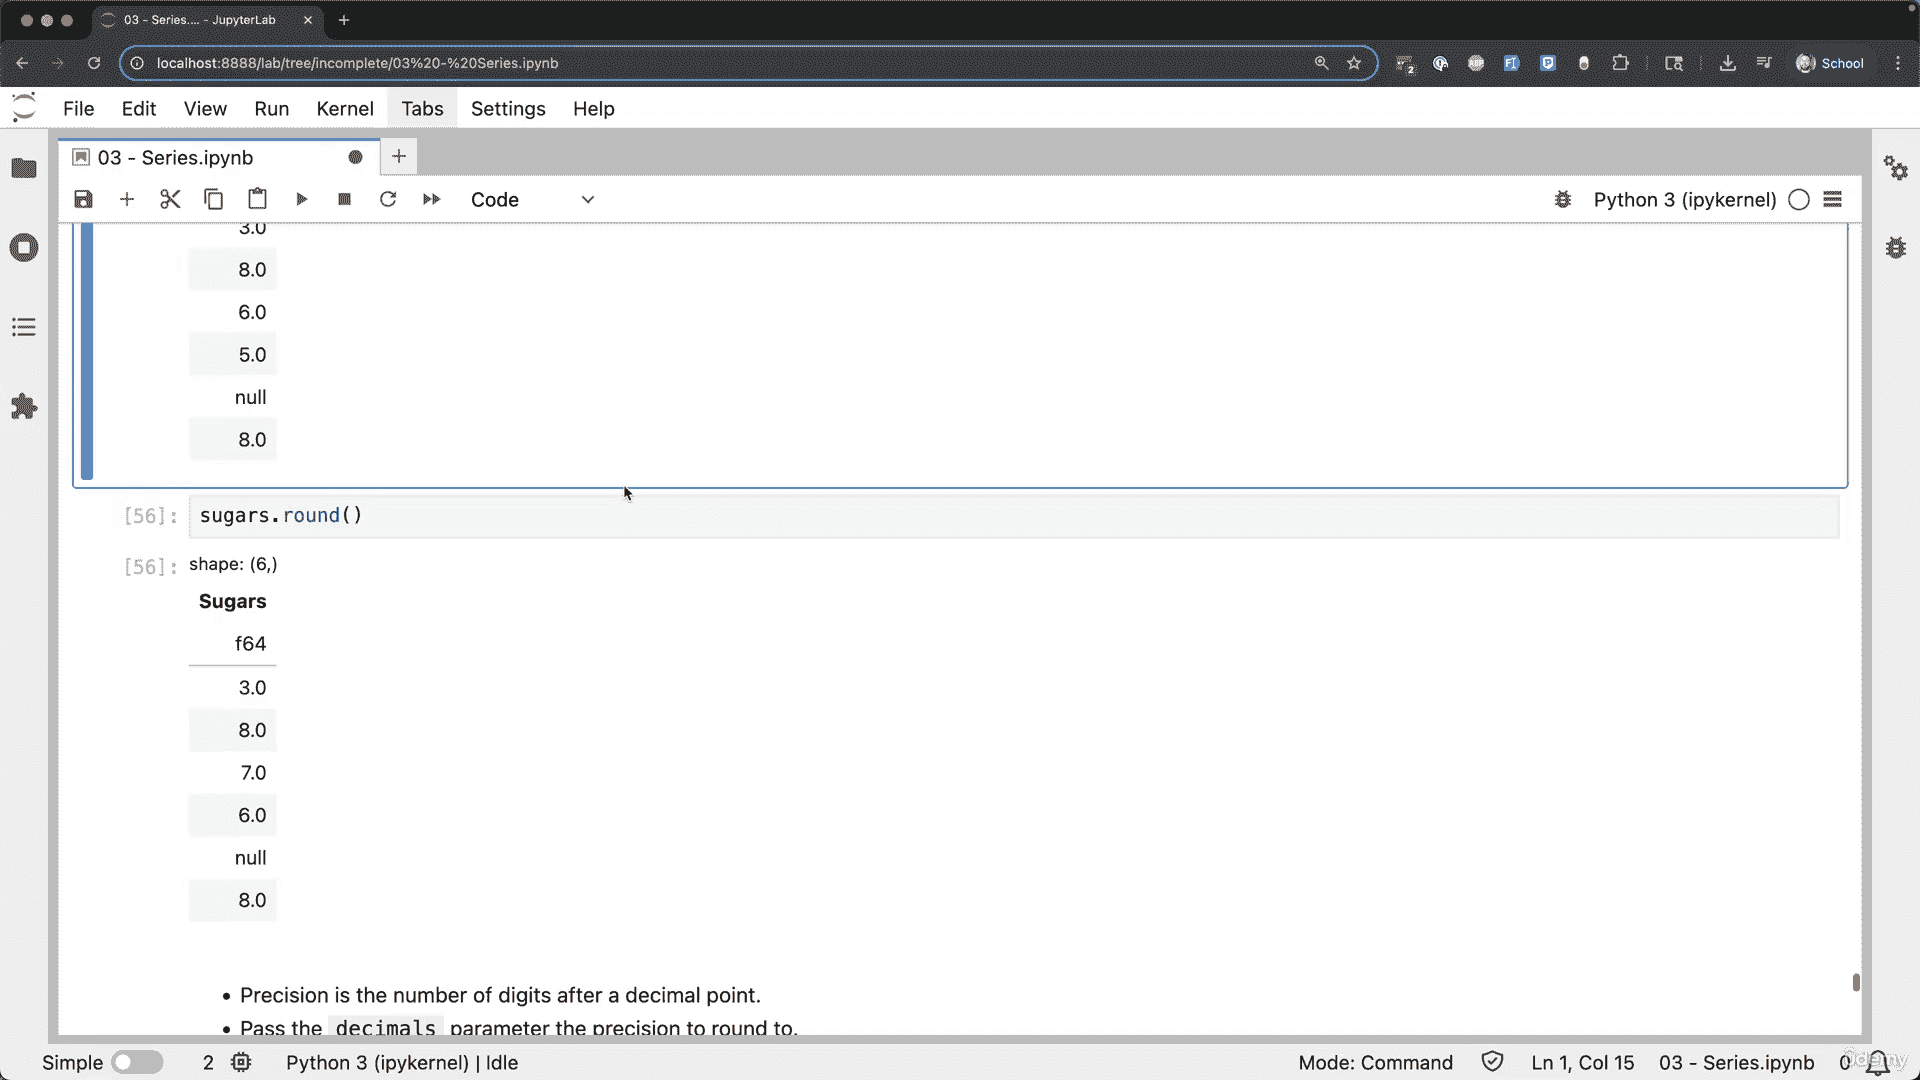 03 - Series.... - JupyterLab
localhost:8888/lab/tree/incomplete/03%20-%20Series.ipynb
2
ABP
School
File Edit View Run Kernel Tabs Settings Help
03 - Series.ipynb
Code
Python 3 (ipykernel)
3.0
8.0
6.0
5.0
null
8.0
[56]: sugars.round()
[56]: shape: (6,)
Sugars
f64
3.0
8.0
7.0
6.0
null
8.0
• Precision is the number of digits after a decimal point.
• Pass the decimals parameter the precision to round to.
Simple 2 Python 3 (ipykernel) | Idle Mode: Command Ln 1, Col 15 03 - Series.ipynb 0
Udemy